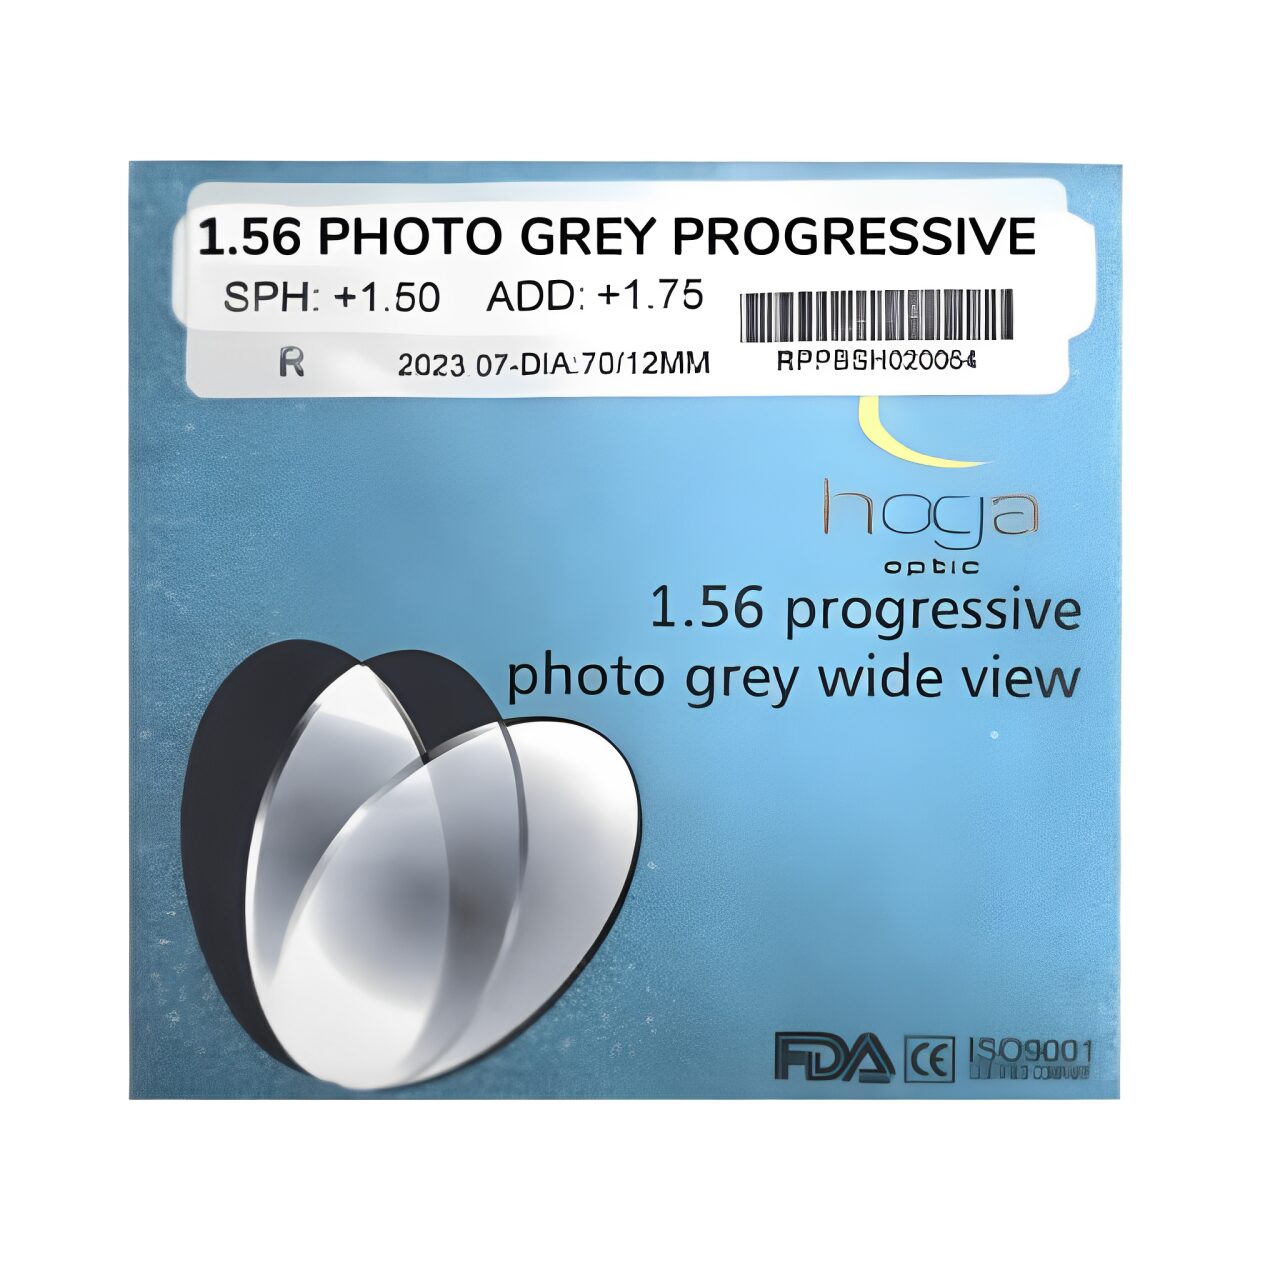 1.56 PHOTO GREY PROGRESSIVE
SPH: +1.50 ADD: +1.75
R 2023.07-DIA:70/12MM
hoga
optic
1.56 progressive
photo grey wide view
FDA CE ISO9001